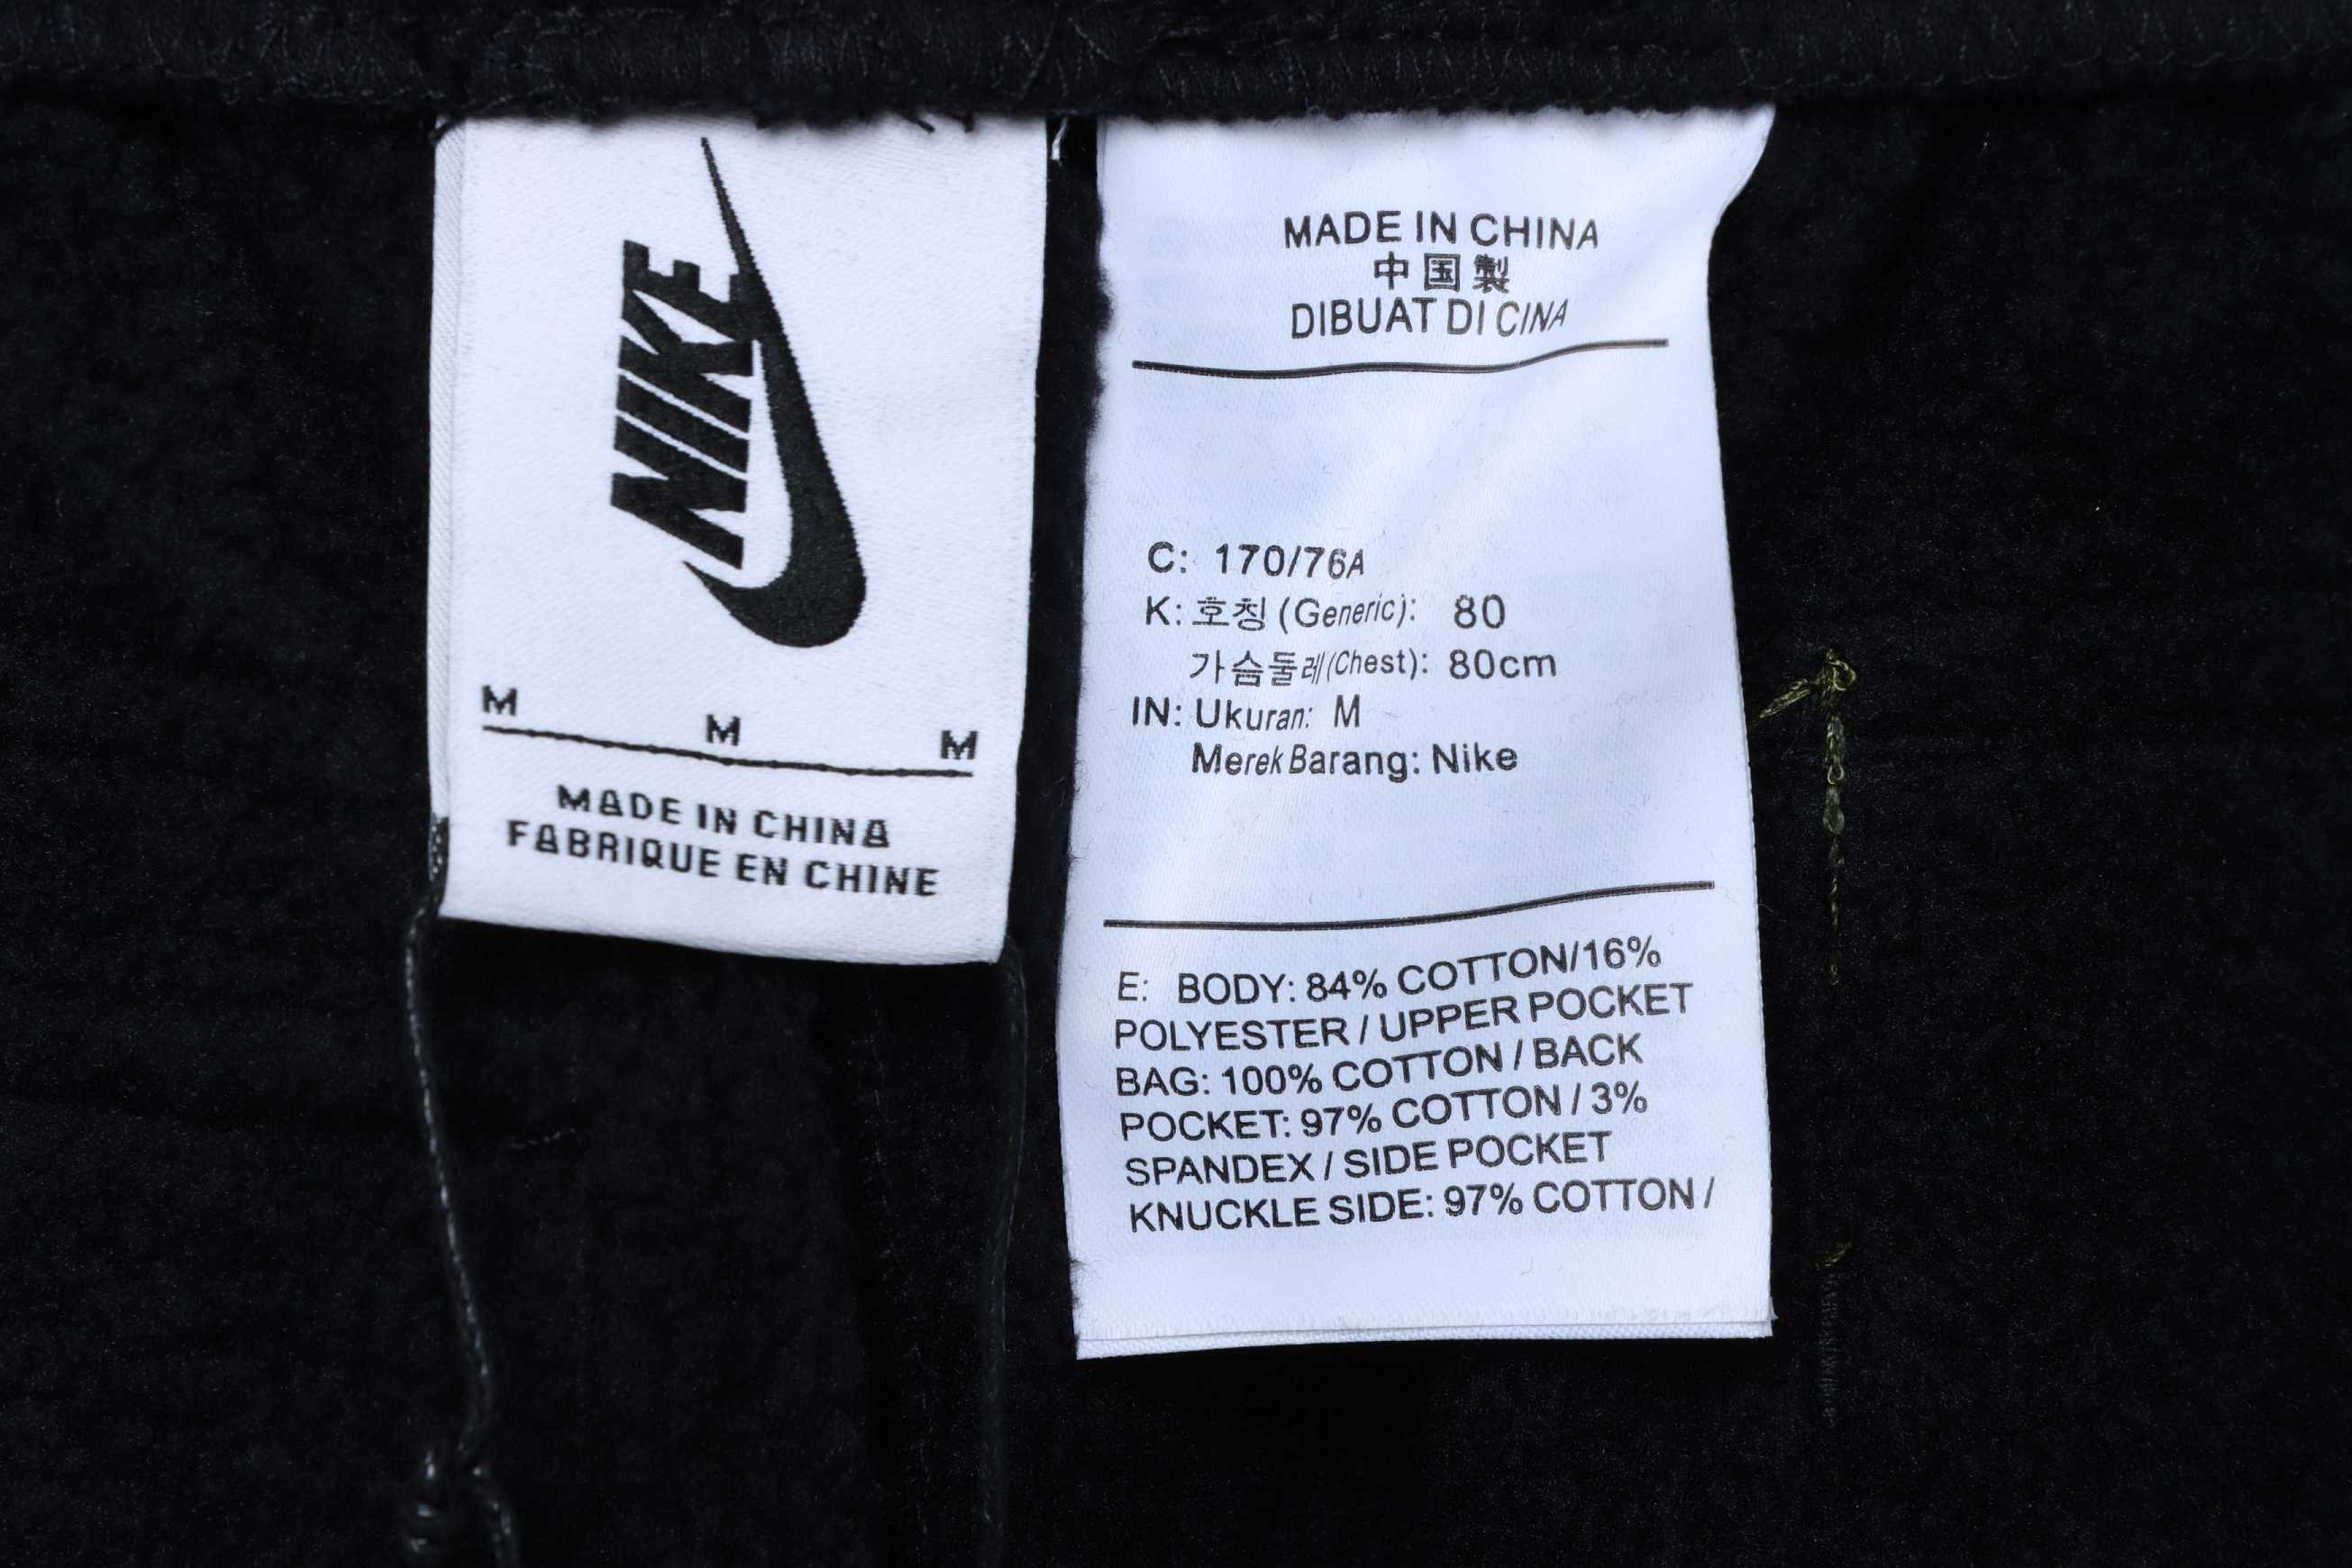 NIKE
M M M
MADE IN CHINA
FABRIQUE EN CHINE
MADE IN CHINA
中国製
DIBUAT DI CINA
C: 170/76A
K: 호칭 (Generic): 80
가슴둘레(Chest): 80cm
IN: Ukuran: M
Merek Barang: Nike
E: BODY: 84% COTTON/16%
POLYESTER / UPPER POCKET
BAG: 100% COTTON / BACK
POCKET: 97% COTTON / 3%
SPANDEX / SIDE POCKET
KNUCKLE SIDE: 97% COTTON /